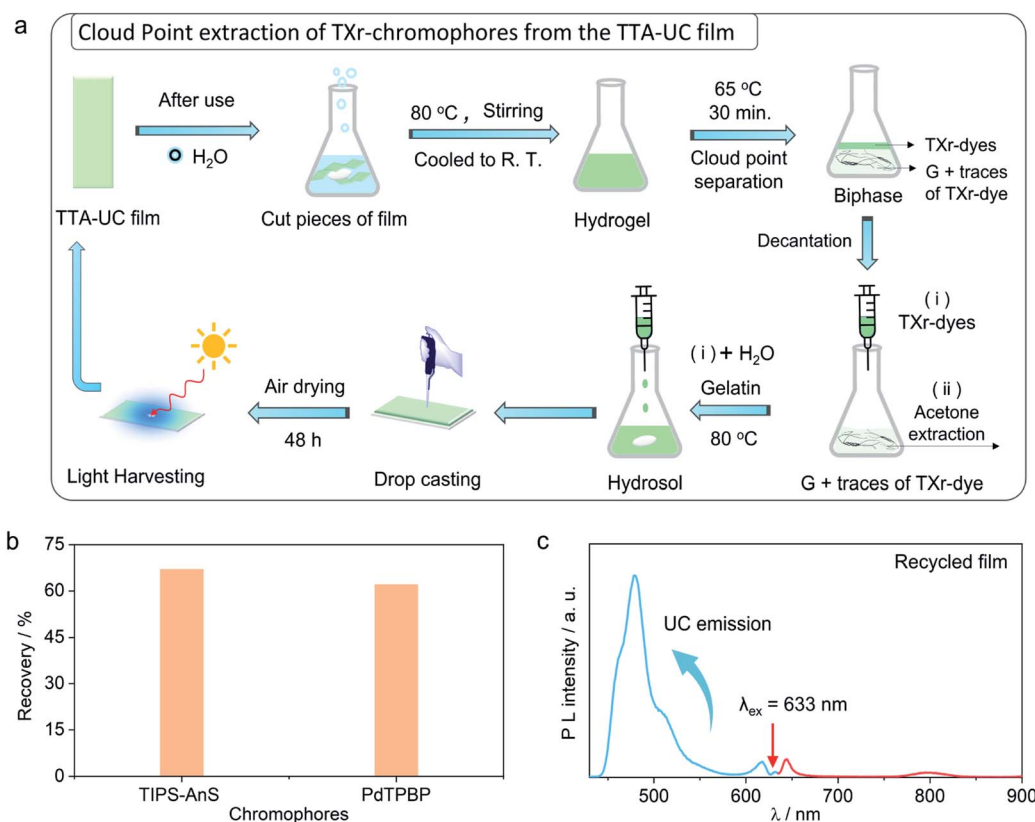 a
Cloud Point extraction of TXr-chromophores from the TTA-UC film
TTA-UC film
After use
H₂O
Cut pieces of film
80 °C , Stirring
Cooled to R. T.
Hydrogel
65 °C
30 min.
Cloud point
separation
TXr-dyes
G + traces
of TXr-dye
Biphase
Decantation
( i )
TXr-dyes
( ii )
Acetone
extraction
G + traces of TXr-dye
( i ) + H₂O
Gelatin
80 °C
Hydrosol
Drop casting
Air drying
48 h
Light Harvesting
b
Recovery / %
75
60
45
30
15
0
TIPS-AnS
PdTPBP
Chromophores
c
Recycled film
P L intensity / a. u.
UC emission
λex = 633 nm
500
600
700
800
900
λ / nm